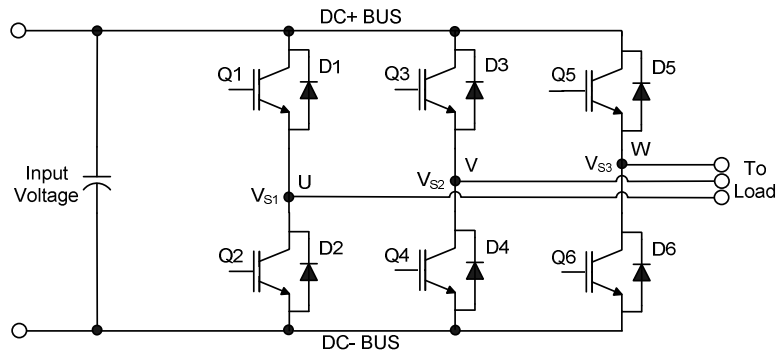 DC+ BUS
Q1
D1
Q3
D3
Q5
D5
Input
Voltage
VS1
U
VS2
V
VS3
W
To
Load
Q2
D2
Q4
D4
Q6
D6
DC- BUS